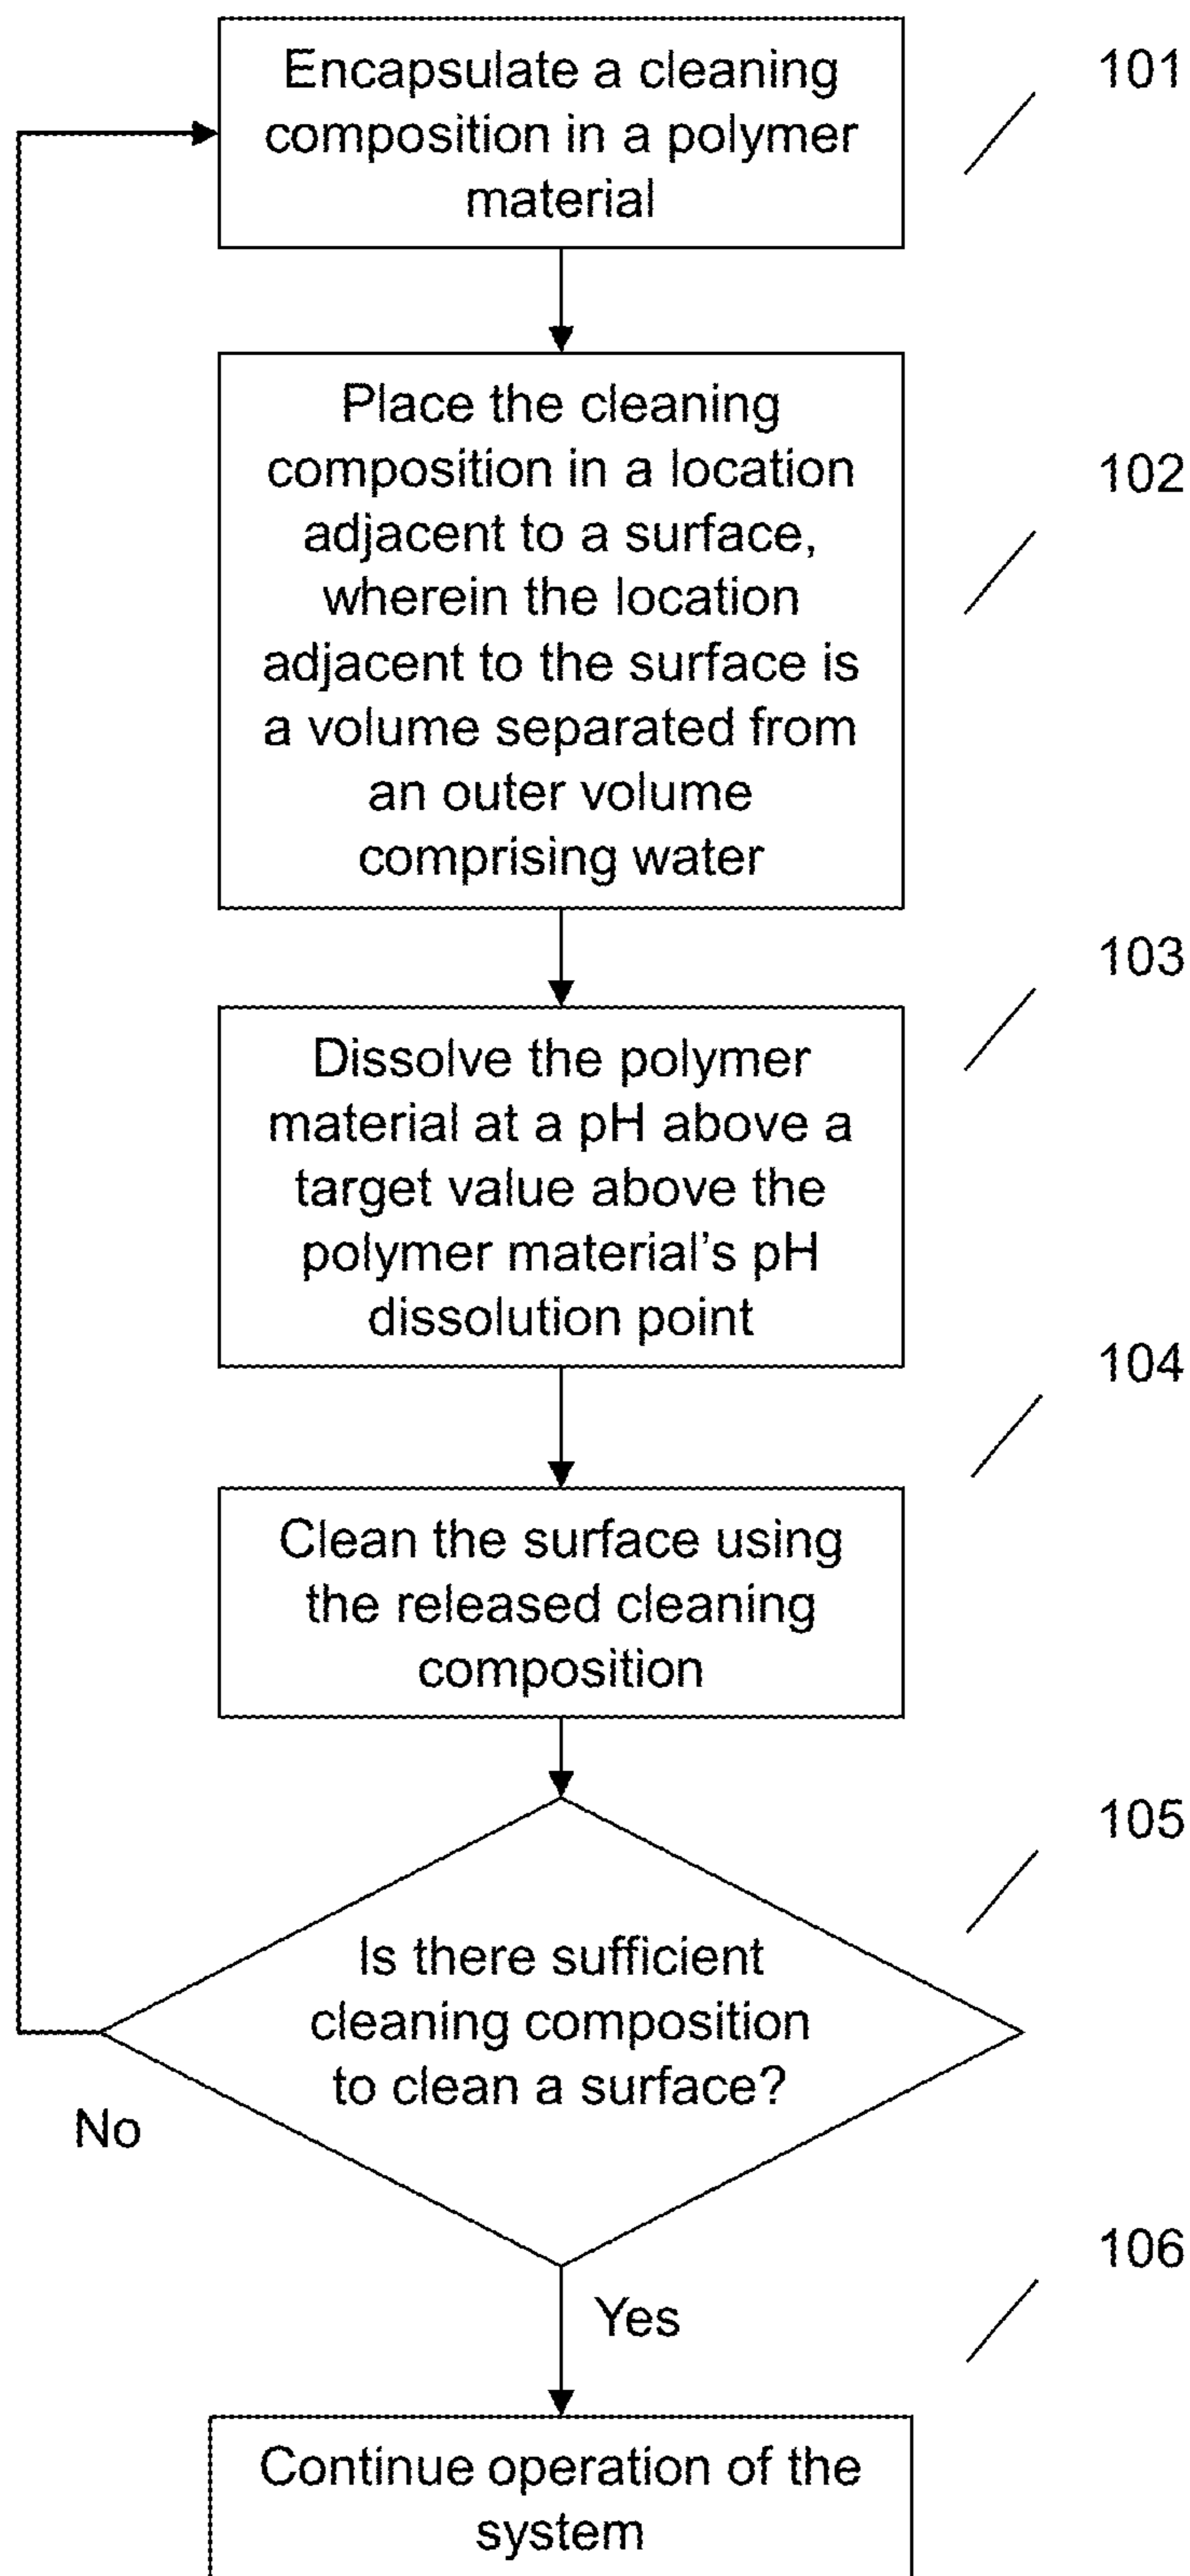 Encapsulate a cleaning
composition in a polymer
material
101
Place the cleaning
composition in a location
adjacent to a surface,
wherein the location
adjacent to the surface is
a volume separated from
an outer volume
comprising water
102
Dissolve the polymer
material at a pH above a
target value above the
polymer material’s pH
dissolution point
103
Clean the surface using
the released cleaning
composition
104
Is there sufficient
cleaning composition
to clean a surface?
105
No
Yes
Continue operation of the
system
106